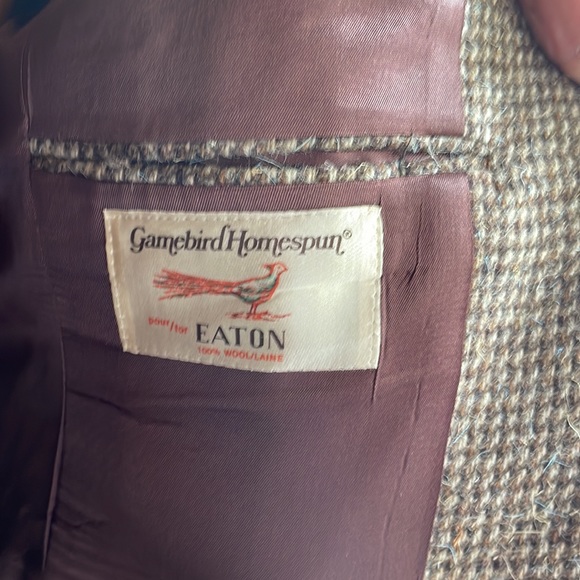 Gamebird Homespun®
pour/for EATON
100% WOOL/LAINE